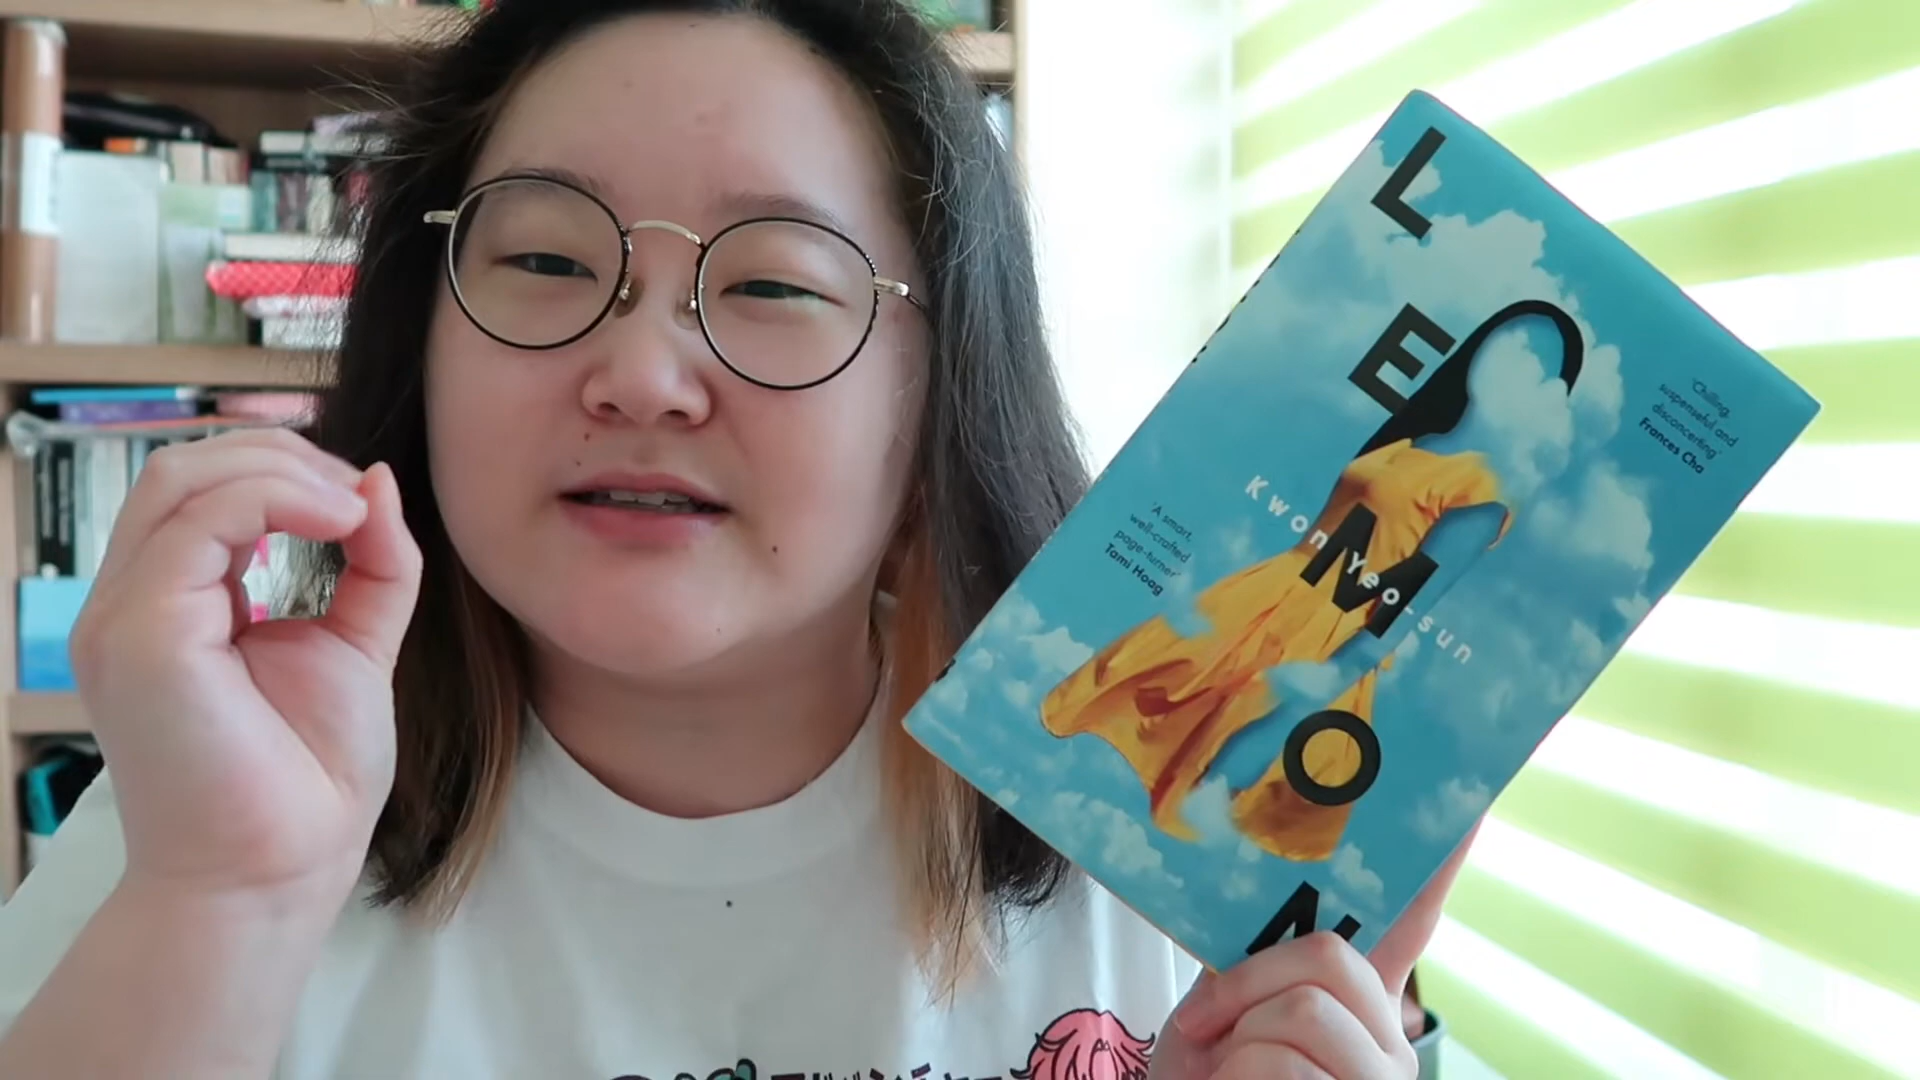 LEMON
'Chilling,
suspenseful and
disconcerting.'
Frances Cha
Kwon Yeo-sun
'A smart,
well-crafted
page-turner'
Tami Hoag